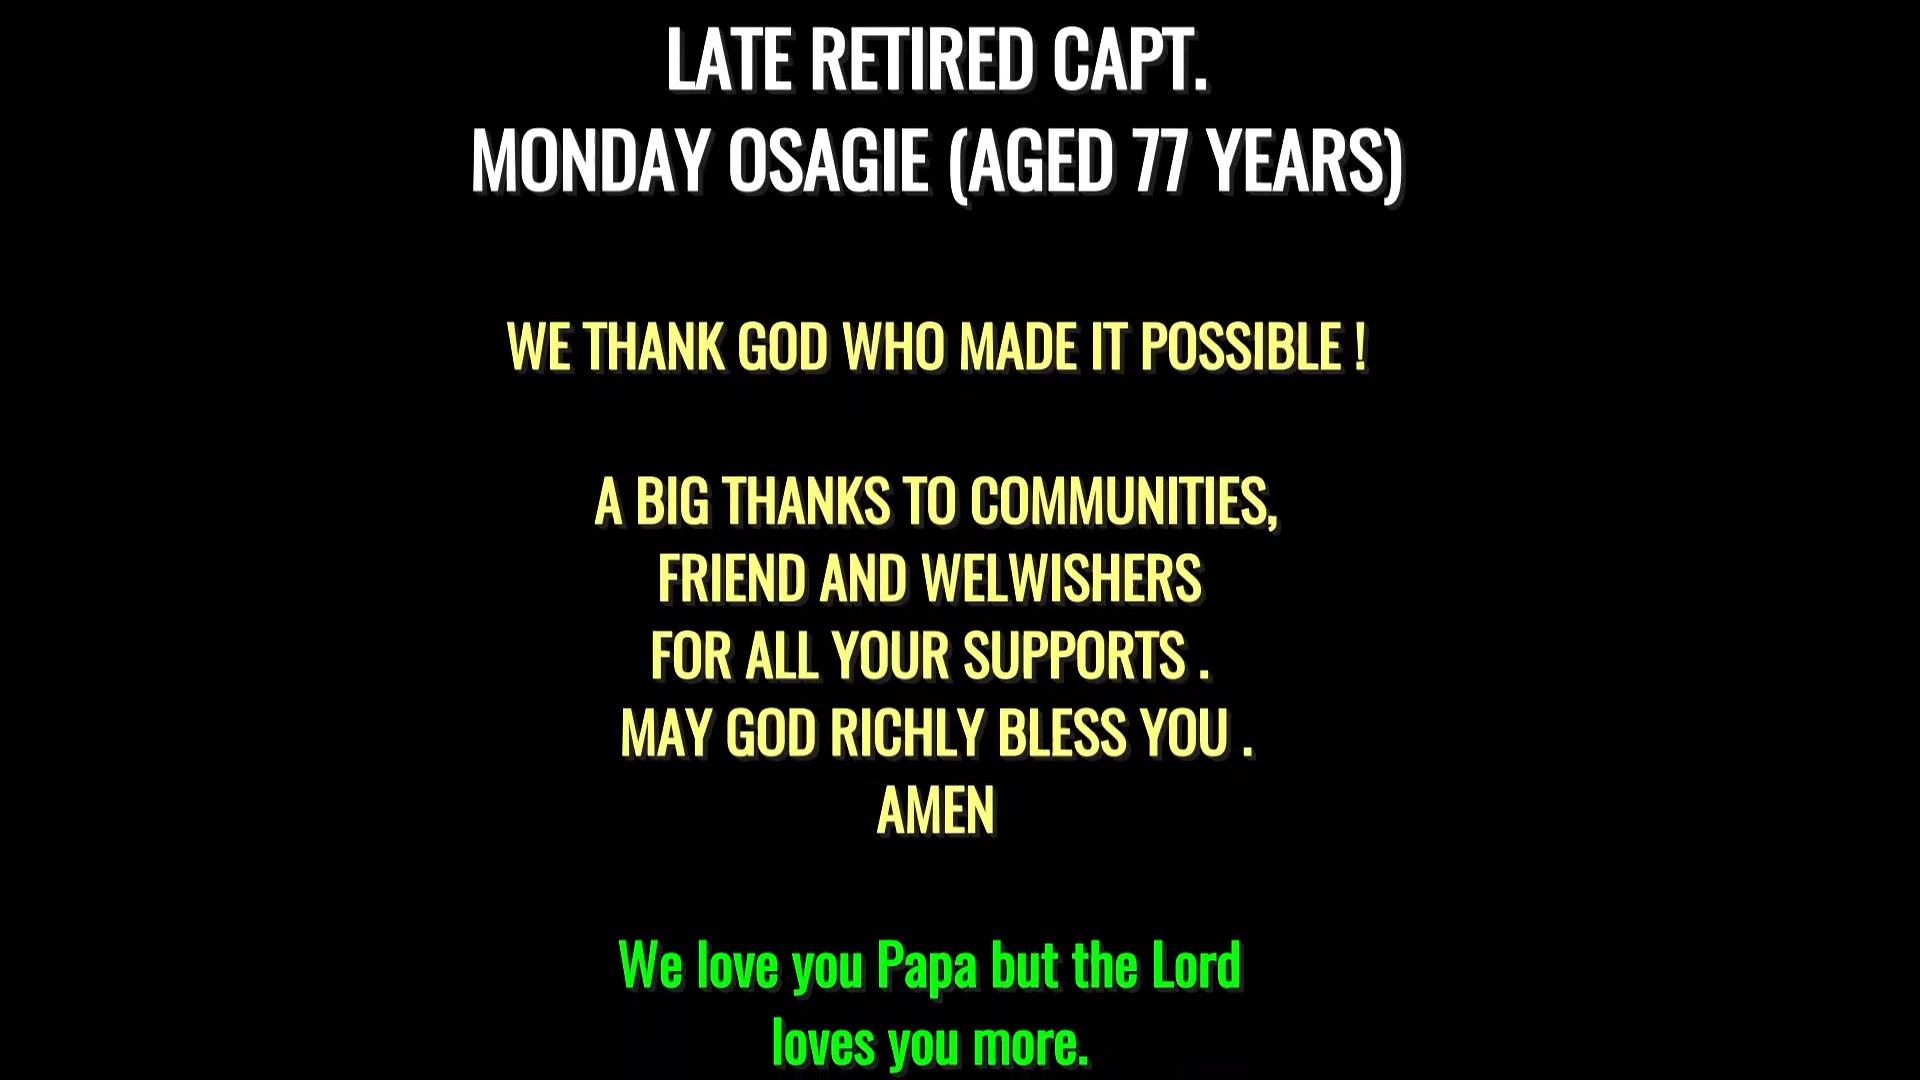 LATE RETIRED CAPT.
MONDAY OSAGIE (AGED 77 YEARS)
WE THANK GOD WHO MADE IT POSSIBLE !
A BIG THANKS TO COMMUNITIES,
FRIEND AND WELWISHERS
FOR ALL YOUR SUPPORTS .
MAY GOD RICHLY BLESS YOU .
AMEN
We love you Papa but the Lord
loves you more.